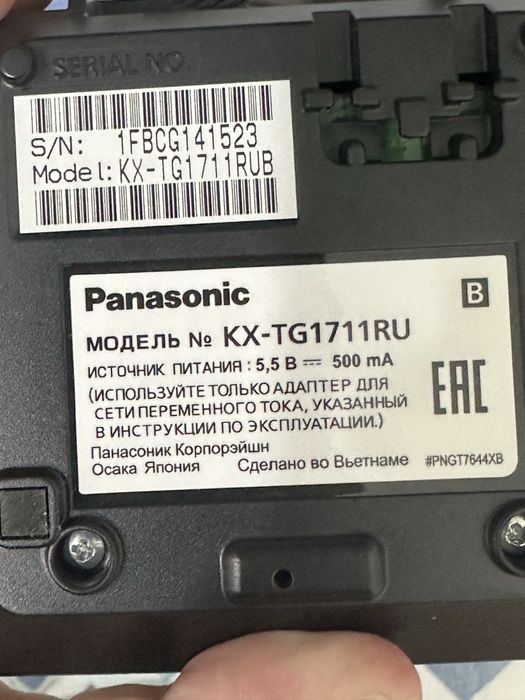 SERIAL NO.
S/N: 1FBCG141523
Model: KX-TG1711RUB
Panasonic
B
МОДЕЛЬ № KX-TG1711RU
ИСТОЧНИК ПИТАНИЯ : 5,5 В ⎓ 500 mA
(ИСПОЛЬЗУЙТЕ ТОЛЬКО АДАПТЕР ДЛЯ
СЕТИ ПЕРЕМЕННОГО ТОКА, УКАЗАННЫЙ
В ИНСТРУКЦИИ ПО ЭКСПЛУАТАЦИИ.)
EAC
Панасоник Корпорэйшн
Осака Япония Сделано во Вьетнаме #PNGT7644XB